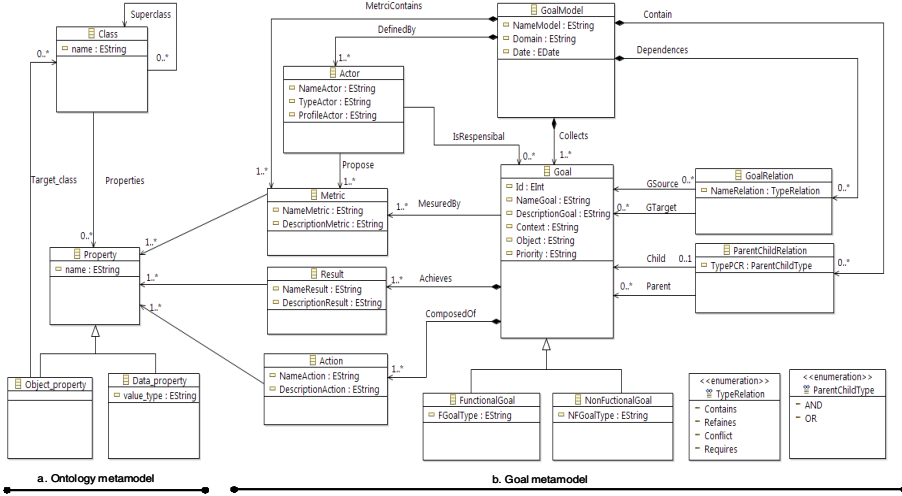 MetrciContains
GoalModel
NameModel : EString
Domain : EString
Date : EDate
Contain
DefinedBy
Dependences
Superclass
Class
name : EString
0..*
0..*
1..*
Actor
NameActor : EString
TypeActor : EString
ProfileActor : EString
IsRespensibal
0..*
Collects
1..*
Propose
1..*
1..*
Target_class
Properties
Metric
NameMetric : EString
DescriptionMetric : EString
MesuredBy
1..*
Goal
Id : EInt
NameGoal : EString
DescriptionGoal : EString
Context : EString
Object : EString
Priority : EString
GSource
0..*
GTarget
0..*
GoalRelation
NameRelation : TypeRelation
0..*
0..*
Property
name : EString
1..*
1..*
1..*
Result
NameResult : EString
DescriptionResult : EString
Achieves
1..*
Child
0..1
Parent
0..*
ParentChildRelation
TypePCR : ParentChildType
0..*
ComposedOf
1..*
Action
NameAction : EString
DescriptionAction : EString
Object_property
Data_property
value_type : EString
FunctionalGoal
FGoalType : EString
NonFuctionalGoal
NFGoalType : EString
<<enumeration>>
TypeRelation
Contains
Refaines
Conflict
Requires
<<enumeration>>
ParentChildType
AND
OR
a. Ontology metamodel
b. Goal metamodel